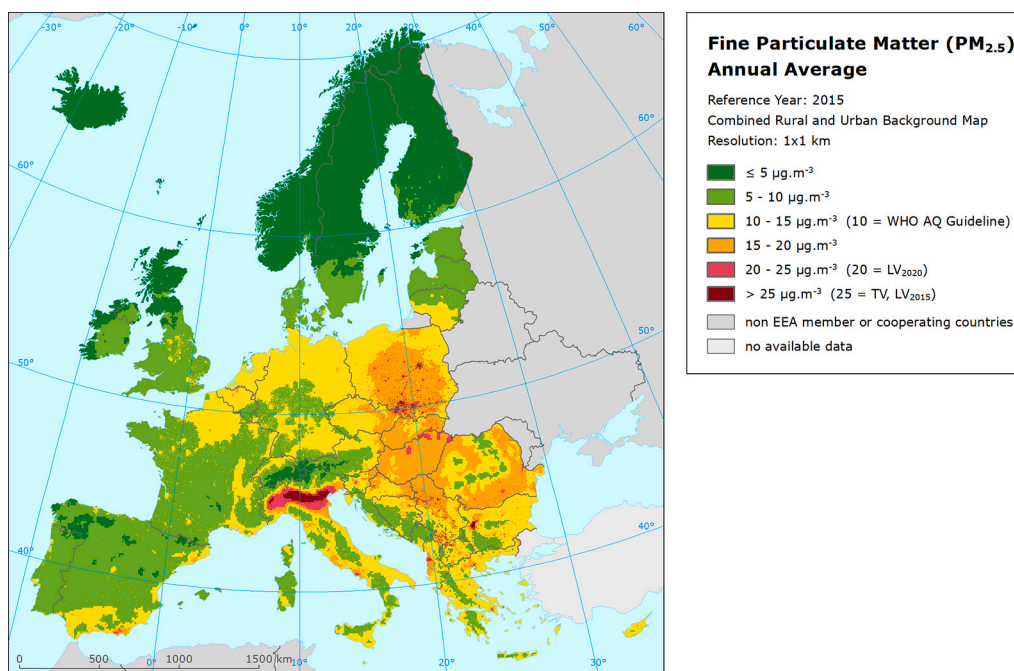 -30°
-20°
-10°
0°
10°
20°
30°
40°
50°
60°
60°
60°
50°
50°
40°
40°
0
500
1000
1500 km
0°
10°
20°
30°
Fine Particulate Matter (PM2.5)
Annual Average
Reference Year: 2015
Combined Rural and Urban Background Map
Resolution: 1x1 km
≤ 5 µg.m-3
5 - 10 µg.m-3
10 - 15 µg.m-3 (10 = WHO AQ Guideline)
15 - 20 µg.m-3
20 - 25 µg.m-3 (20 = LV2020)
> 25 µg.m-3 (25 = TV, LV2015)
non EEA member or cooperating countries
no available data